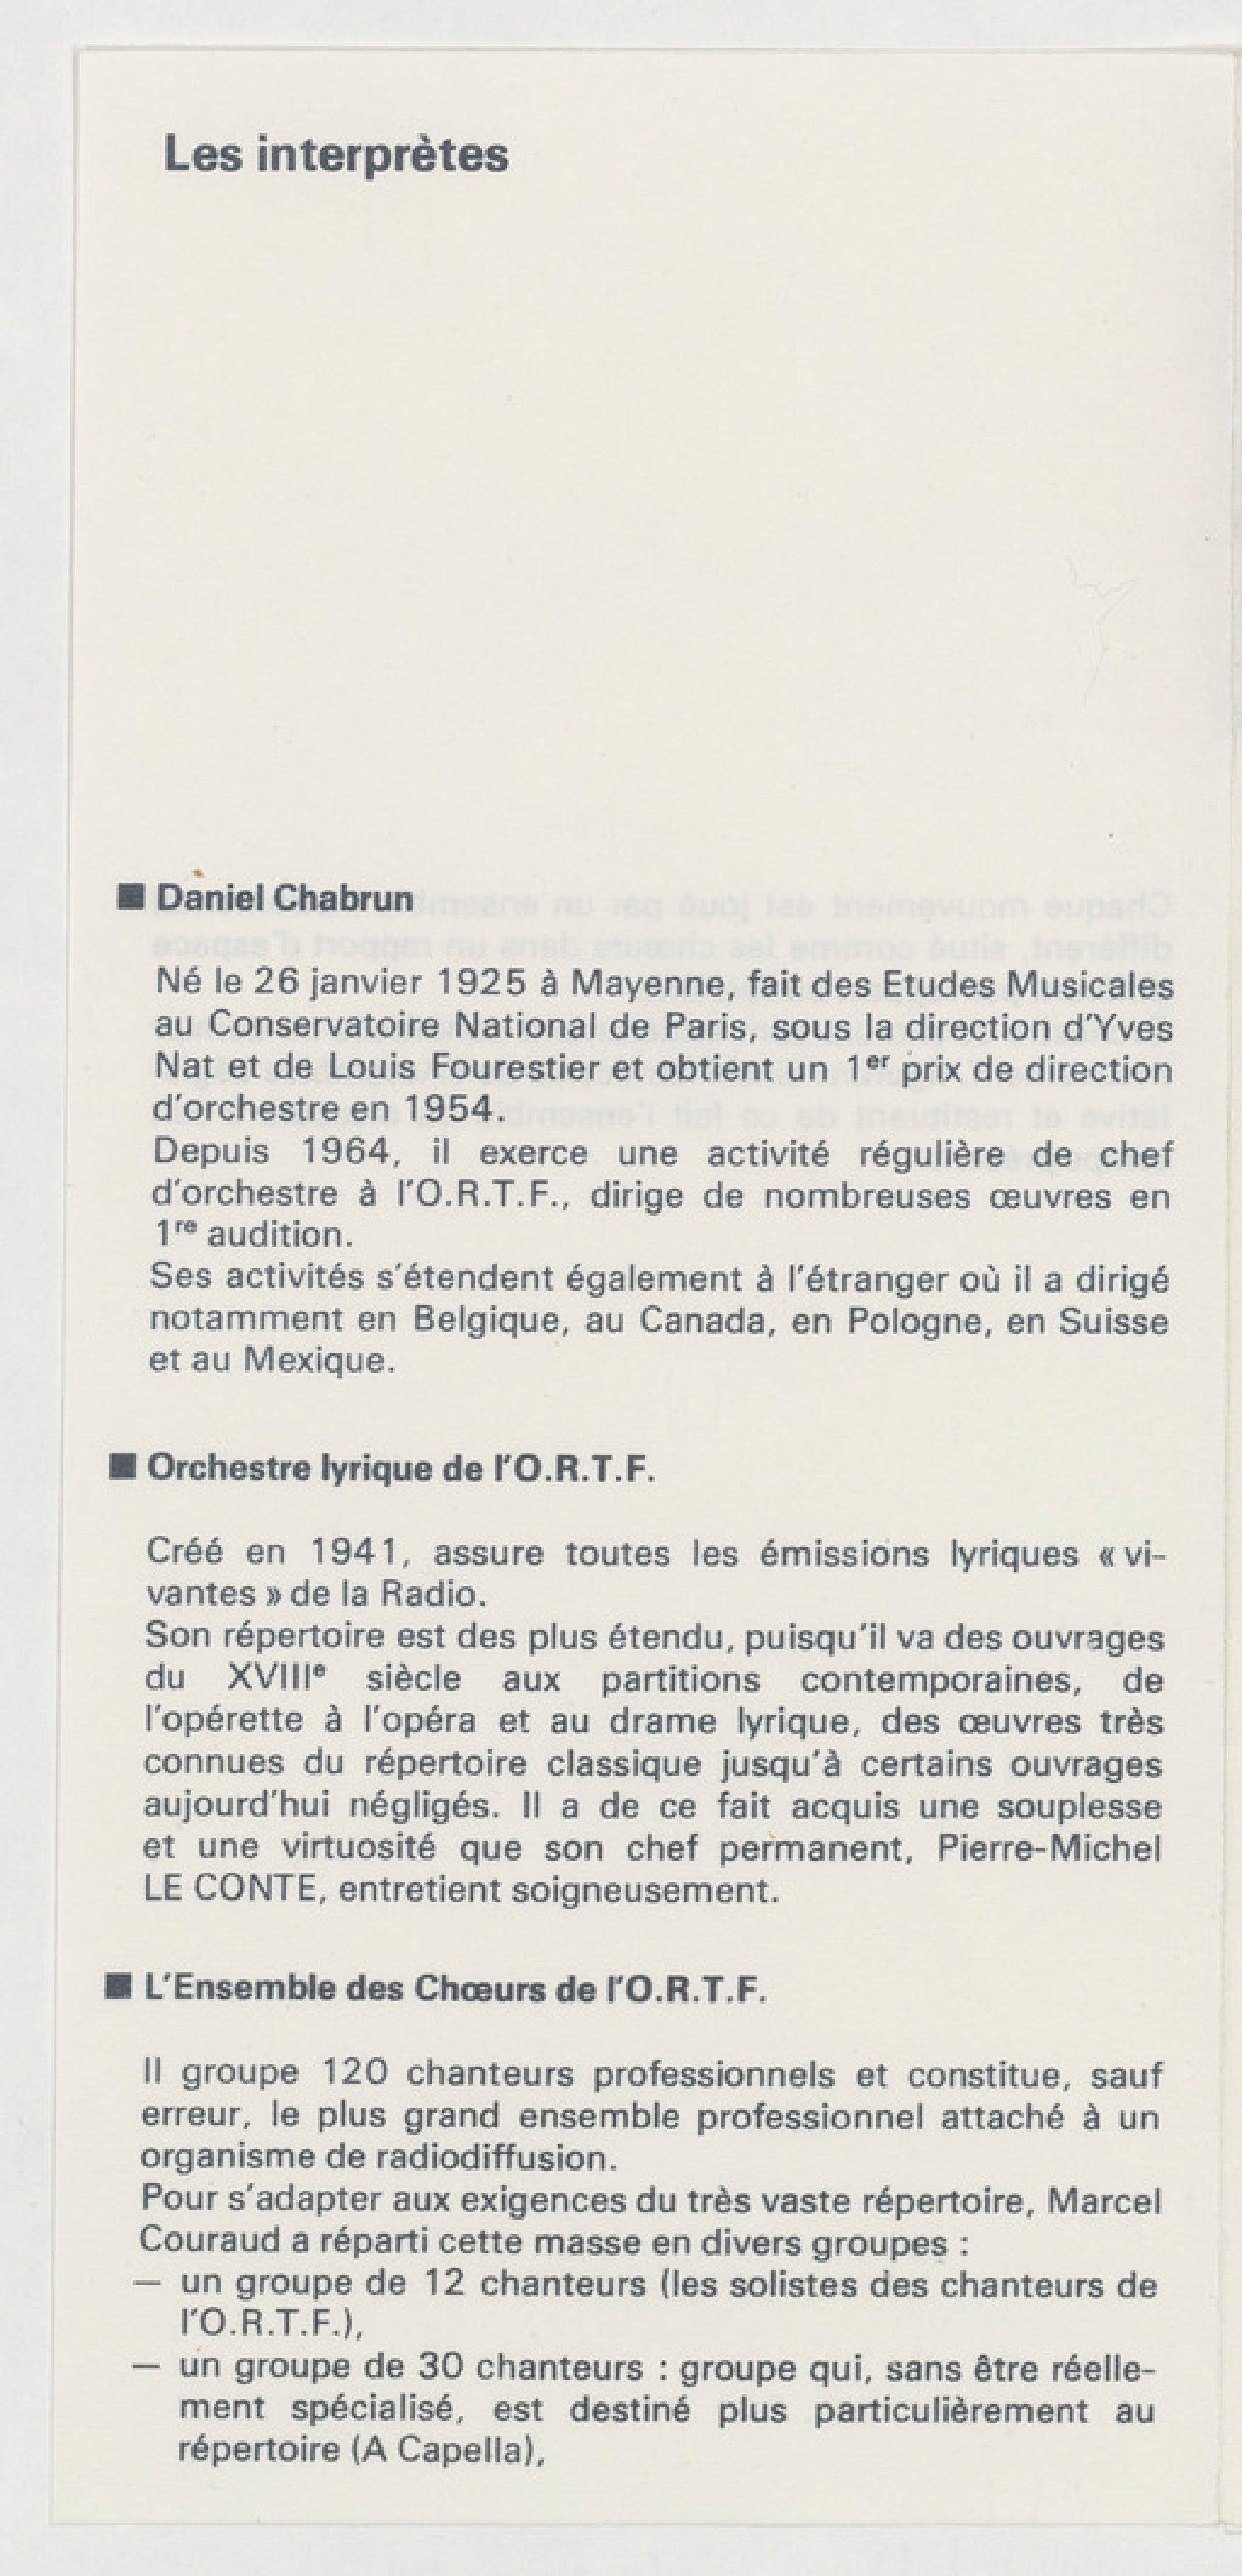 Les interprètes
■ Daniel Chabrun
Né le 26 janvier 1925 à Mayenne, fait des Etudes Musicales
au Conservatoire National de Paris, sous la direction d'Yves
Nat et de Louis Fourestier et obtient un 1er prix de direction
d'orchestre en 1954.
Depuis 1964, il exerce une activité régulière de chef
d'orchestre à l'O.R.T.F., dirige de nombreuses œuvres en
1re audition.
Ses activités s'étendent également à l'étranger où il a dirigé
notamment en Belgique, au Canada, en Pologne, en Suisse
et au Mexique.
■ Orchestre lyrique de l'O.R.T.F.
Créé en 1941, assure toutes les émissions lyriques « vi-
vantes » de la Radio.
Son répertoire est des plus étendu, puisqu'il va des ouvrages
du XVIIIe siècle aux partitions contemporaines, de
l'opérette à l'opéra et au drame lyrique, des œuvres très
connues du répertoire classique jusqu'à certains ouvrages
aujourd'hui négligés. Il a de ce fait acquis une souplesse
et une virtuosité que son chef permanent, Pierre-Michel
LE CONTE, entretient soigneusement.
■ L'Ensemble des Chœurs de l'O.R.T.F.
Il groupe 120 chanteurs professionnels et constitue, sauf
erreur, le plus grand ensemble professionnel attaché à un
organisme de radiodiffusion.
Pour s'adapter aux exigences du très vaste répertoire, Marcel
Couraud a réparti cette masse en divers groupes :
— un groupe de 12 chanteurs (les solistes des chanteurs de
l'O.R.T.F.),
— un groupe de 30 chanteurs : groupe qui, sans être réelle-
ment spécialisé, est destiné plus particulièrement au
répertoire (A Capella),